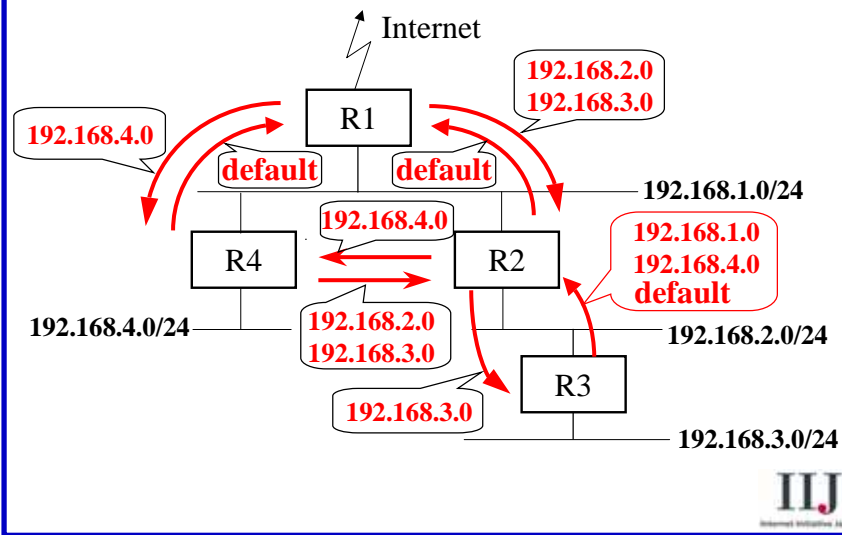 Internet
192.168.2.0
192.168.3.0
R1
192.168.4.0
default
default
192.168.1.0/24
192.168.4.0
192.168.1.0
192.168.4.0
default
R4
R2
192.168.4.0/24
192.168.2.0
192.168.3.0
192.168.2.0/24
R3
192.168.3.0
192.168.3.0/24
IIJ
Internet Initiative